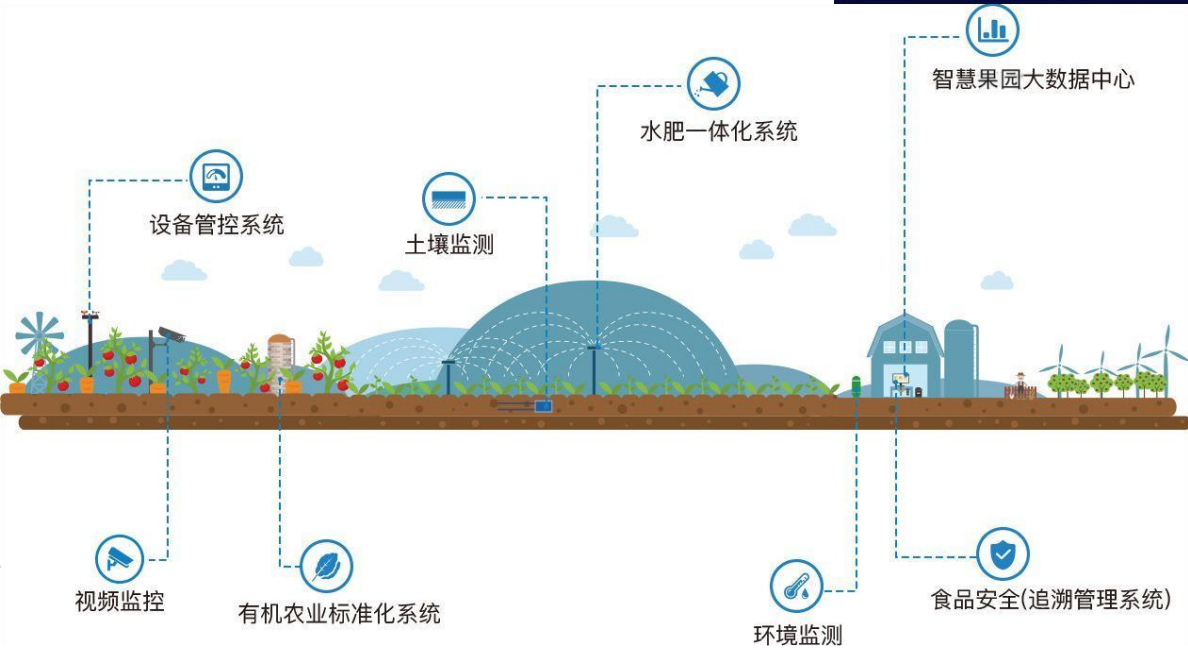 智慧果园大数据中心
水肥一体化系统
设备管控系统
土壤监测
视频监控
有机农业标准化系统
环境监测
食品安全(追溯管理系统)